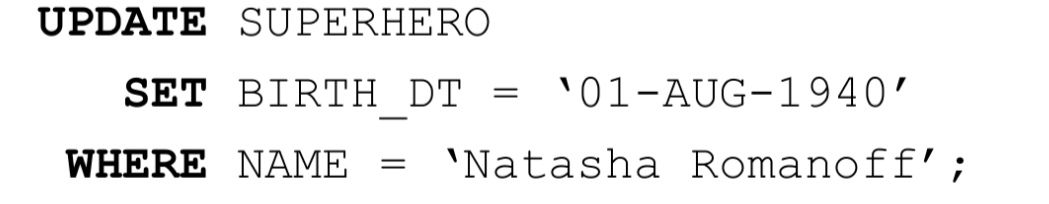 UPDATE SUPERHERO
SET BIRTH_DT = ‘01-AUG-1940’
WHERE NAME = ‘Natasha Romanoff’;